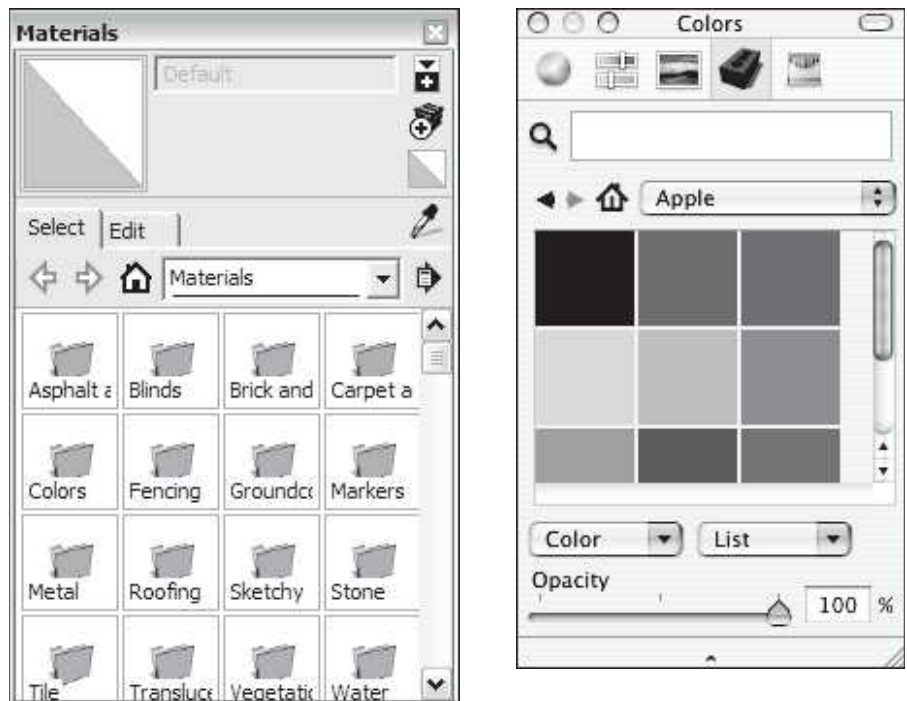 Materials
Default
Select Edit
Materials
Asphalt a Blinds Brick and Carpet a
Colors Fencing Groundco Markers
Metal Roofing Sketchy Stone
Tile Transluce Vegetatic Water
Colors
Apple
Color List
Opacity
100 %